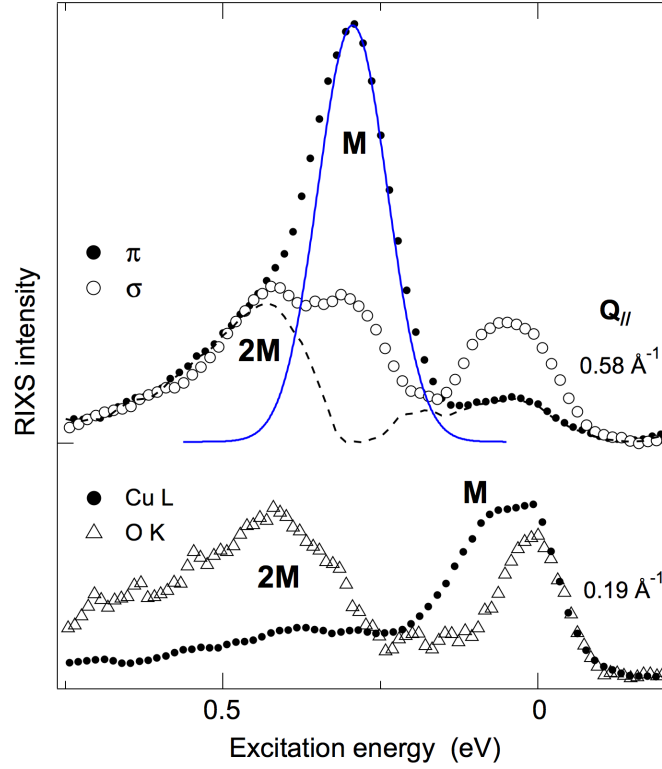 M
● π
○ σ
Q//
2M
0.58 Å-1
RIXS intensity
● Cu L
△ O K
M
2M
0.19 Å-1
0.5
0
Excitation energy (eV)